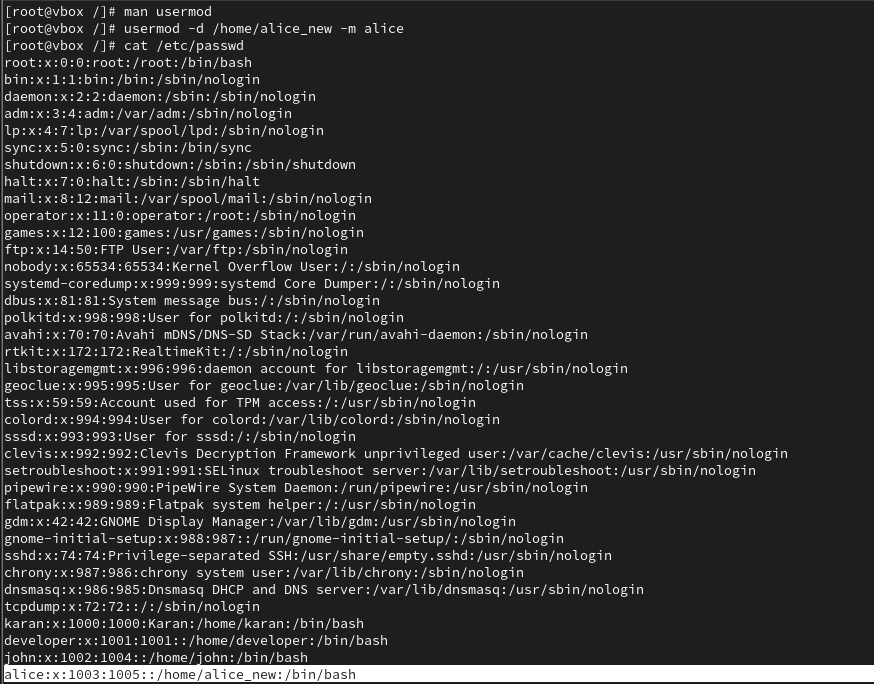 [root@vbox /]# man usermod
[root@vbox /]# usermod -d /home/alice_new -m alice
[root@vbox /]# cat /etc/passwd
root:x:0:0:root:/root:/bin/bash
bin:x:1:1:bin:/bin:/sbin/nologin
daemon:x:2:2:daemon:/sbin:/sbin/nologin
adm:x:3:4:adm:/var/adm:/sbin/nologin
lp:x:4:7:lp:/var/spool/lpd:/sbin/nologin
sync:x:5:0:sync:/sbin:/bin/sync
shutdown:x:6:0:shutdown:/sbin:/sbin/shutdown
halt:x:7:0:halt:/sbin:/sbin/halt
mail:x:8:12:mail:/var/spool/mail:/sbin/nologin
operator:x:11:0:operator:/root:/sbin/nologin
games:x:12:100:games:/usr/games:/sbin/nologin
ftp:x:14:50:FTP User:/var/ftp:/sbin/nologin
nobody:x:65534:65534:Kernel Overflow User:/:/sbin/nologin
systemd-coredump:x:999:999:systemd Core Dumper:/:/sbin/nologin
dbus:x:81:81:System message bus:/:/sbin/nologin
polkitd:x:998:998:User for polkitd:/:/sbin/nologin
avahi:x:70:70:Avahi mDNS/DNS-SD Stack:/var/run/avahi-daemon:/sbin/nologin
rtkit:x:172:172:RealtimeKit:/:/sbin/nologin
libstoragemgmt:x:996:996:daemon account for libstoragemgmt:/:/usr/sbin/nologin
geoclue:x:995:995:User for geoclue:/var/lib/geoclue:/sbin/nologin
tss:x:59:59:Account used for TPM access:/:/usr/sbin/nologin
colord:x:994:994:User for colord:/var/lib/colord:/sbin/nologin
sssd:x:993:993:User for sssd:/:/sbin/nologin
clevis:x:992:992:Clevis Decryption Framework unprivileged user:/var/cache/clevis:/usr/sbin/nologin
setroubleshoot:x:991:991:SELinux troubleshoot server:/var/lib/setroubleshoot:/usr/sbin/nologin
pipewire:x:990:990:PipeWire System Daemon:/run/pipewire:/usr/sbin/nologin
flatpak:x:989:989:Flatpak system helper:/:/usr/sbin/nologin
gdm:x:42:42:GNOME Display Manager:/var/lib/gdm:/usr/sbin/nologin
gnome-initial-setup:x:988:987::/run/gnome-initial-setup/:/sbin/nologin
sshd:x:74:74:Privilege-separated SSH:/usr/share/empty.sshd:/usr/sbin/nologin
chrony:x:987:986:chrony system user:/var/lib/chrony:/sbin/nologin
dnsmasq:x:986:985:Dnsmasq DHCP and DNS server:/var/lib/dnsmasq:/usr/sbin/nologin
tcpdump:x:72:72::/:/sbin/nologin
karan:x:1000:1000:Karan:/home/karan:/bin/bash
developer:x:1001:1001::/home/developer:/bin/bash
john:x:1002:1004::/home/john:/bin/bash
alice:x:1003:1005::/home/alice_new:/bin/bash